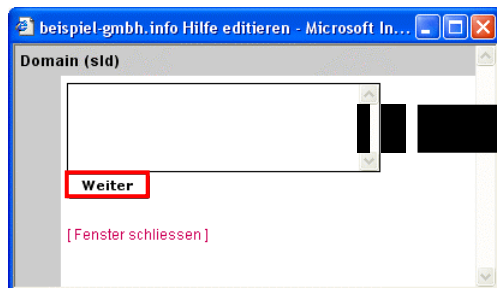 beispiel-gmbh.info Hilfe editieren - Microsoft In...
Domain (sld)
Weiter
[ Fenster schliessen ]